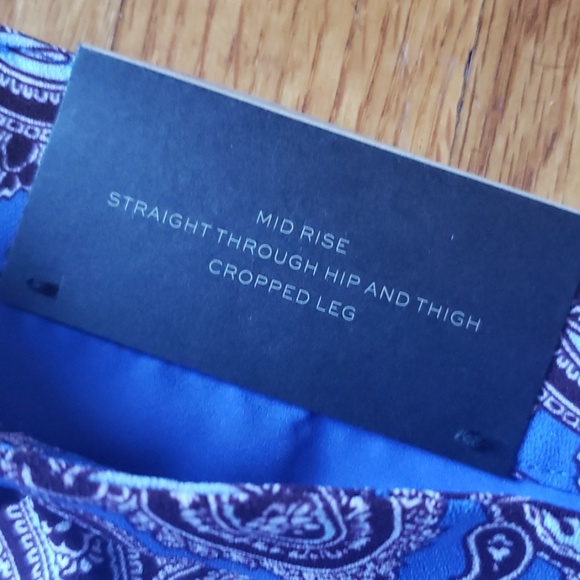 MID RISE
STRAIGHT THROUGH HIP AND THIGH
CROPPED LEG